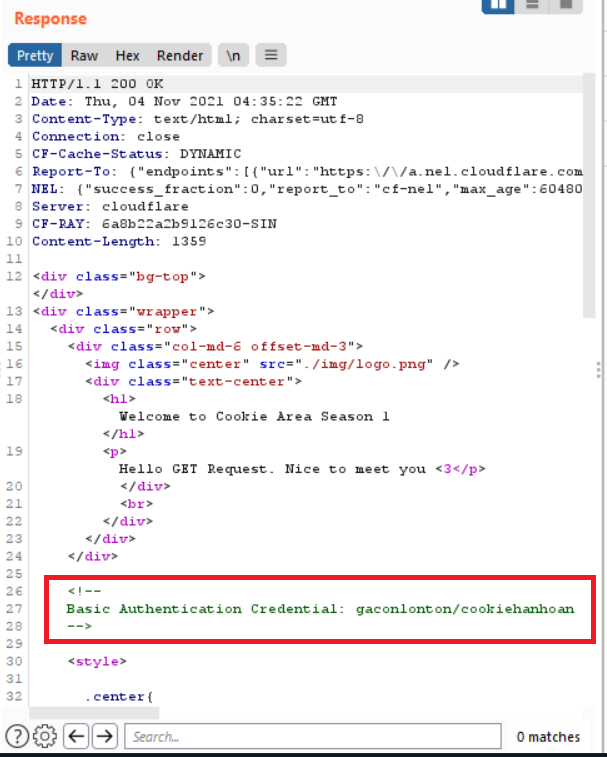 Response
Pretty Raw Hex Render \n
1 HTTP/1.1 200 OK
2 Date: Thu, 04 Nov 2021 04:35:22 GMT
3 Content-Type: text/html; charset=utf-8
4 Connection: close
5 CF-Cache-Status: DYNAMIC
6 Report-To: {"endpoints":[{"url":"https:\/\/a.nel.cloudflare.com
7 NEL: {"success_fraction":0,"report_to":"cf-nel","max_age":60480
8 Server: cloudflare
9 CF-RAY: 6a8b22a2b9126c30-SIN
10 Content-Length: 1359
11
12 <div class="bg-top">
</div>
13 <div class="wrapper">
14 <div class="row">
15 <div class="col-md-6 offset-md-3">
16 <img class="center" src="./img/logo.png" />
17 <div class="text-center">
18 <h1>
Welcome to Cookie Area Season 1
</h1>
19 <p>
Hello GET Request. Nice to meet you <3</p>
20 </div>
21 <br>
22 </div>
23 </div>
24 </div>
25
26 <!--
27 Basic Authentication Credential: gaconlonton/cookiehanhoan
28 -->
29
30 <style>
31
32 .center{
? Search... 0 matches